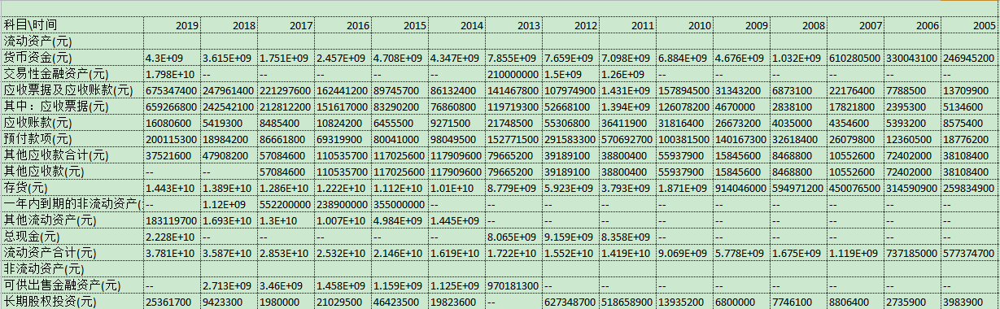 科目\时间 2019 2018 2017 2016 2015 2014 2013 2012 2011 2010 2009 2008 2007 2006 2005
流动资产(元)
货币资金(元) 4.3E+09 3.615E+09 1.751E+09 2.457E+09 4.708E+09 4.347E+09 7.855E+09 7.659E+09 7.098E+09 6.884E+09 4.676E+09 1.032E+09 610280500 330043100 246945200
交易性金融资产(元) 1.798E+10 -- -- -- -- -- 210000000 1.5E+09 1.26E+09 -- -- -- -- -- --
应收票据及应收账款(元) 675347400 247961400 221297600 162441200 89745700 86132400 141467800 107974900 1.431E+09 157894500 31343200 6873100 22176400 7788500 13709900
其中：应收票据(元) 659266800 242542100 212812200 151617000 83290200 76860800 119719300 52668100 1.394E+09 126078200 4670000 2838100 17821800 2395300 5134600
应收账款(元) 16080600 5419300 8485400 10824200 6455500 9271500 21748500 55306800 36411900 31816400 26673200 4035000 4354600 5393200 8575400
预付款项(元) 200115300 18984200 86661800 69319900 80041000 98049500 152771500 291583300 570692700 100381500 140167300 32618400 26079800 12360500 18776200
其他应收款合计(元) 37521600 47908200 57084600 110535700 117025600 117909600 79665200 39189100 38800400 55937900 15845600 8468800 10552600 72402000 38108400
其他应收款(元) -- -- 57084600 110535700 117025600 117909600 79665200 39189100 38800400 55937900 15845600 8468800 10552600 72402000 38108400
存货(元) 1.443E+10 1.389E+10 1.286E+10 1.222E+10 1.112E+10 1.01E+10 8.779E+09 5.923E+09 3.793E+09 1.871E+09 914046000 594971200 450076500 314590900 259834900
一年内到期的非流动资产( -- 1.12E+09 552200000 238900000 355000000 -- -- -- -- -- -- -- -- -- --
其他流动资产(元) 183119700 1.693E+10 1.3E+10 1.007E+10 4.984E+09 1.445E+09 -- -- -- -- -- -- -- -- --
总现金(元) 2.228E+10 -- -- -- -- -- 8.065E+09 9.159E+09 8.358E+09 -- -- -- -- -- --
流动资产合计(元) 3.781E+10 3.587E+10 2.853E+10 2.532E+10 2.146E+10 1.619E+10 1.722E+10 1.552E+10 1.419E+10 9.069E+09 5.778E+09 1.675E+09 1.119E+09 737185000 577374700
非流动资产(元)
可供出售金融资产(元) -- 2.713E+09 3.46E+09 1.458E+09 1.159E+09 1.125E+09 970181300 -- -- -- -- -- -- -- --
长期股权投资(元) 25361700 9423300 1980000 21029500 46423500 19823600 -- 627348700 518658900 13935200 6800000 7746100 8806400 2735900 3983900